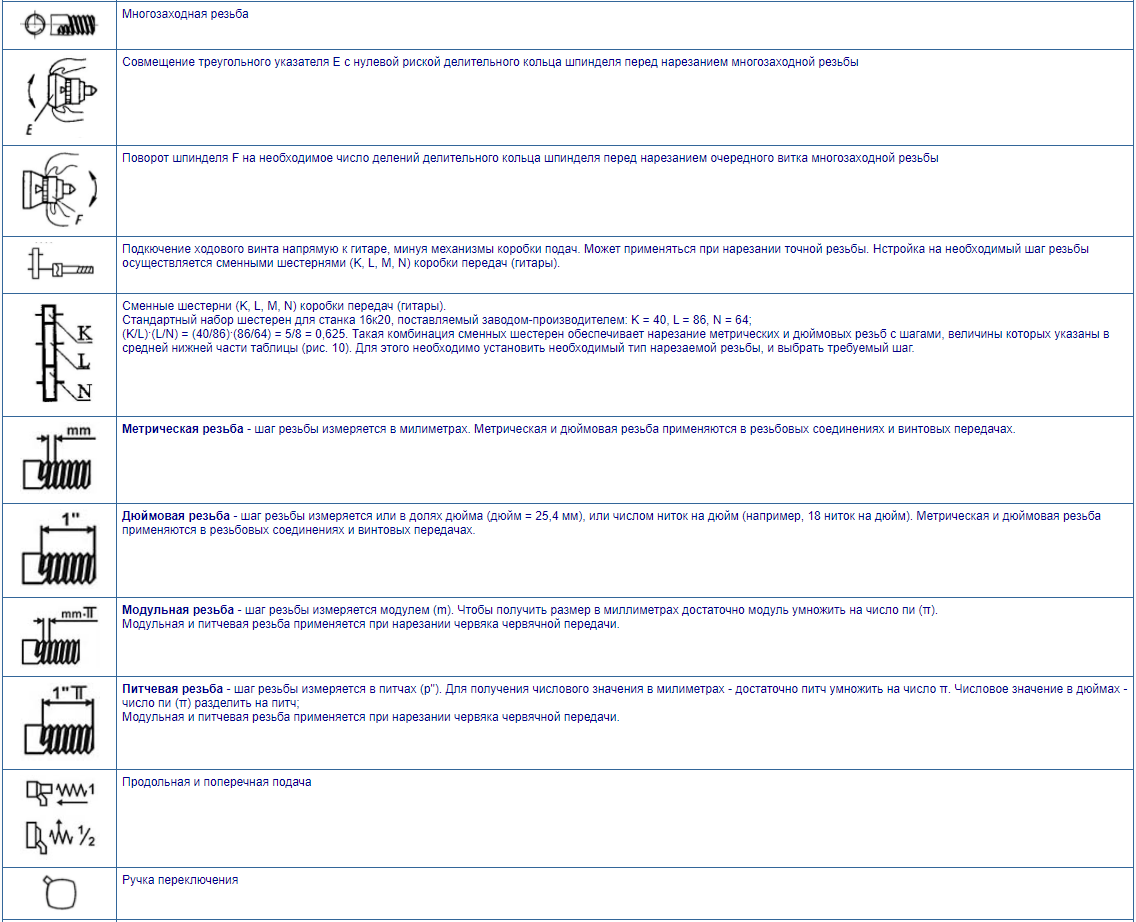 Многозаходная резьба
Совмещение треугольного указателя Е с нулевой риской делительного кольца шпинделя перед нарезанием многозаходной резьбы
E
Поворот шпинделя F на необходимое число делений делительного кольца шпинделя перед нарезанием очередного витка многозаходной резьбы
F
Подкючение ходового винта напрямую к гитаре, минуя механизмы коробки подач. Может применяться при нарезании точной резьбы. Нстройка на необходимый шаг резьбы
осуществляется сменными шестернями (K, L, M, N) коробки передач (гитары).
Сменные шестерни (K, L, M, N) коробки передач (гитары).
Стандартный набор шестерен для станка 16к20, поставляемый заводом-производителем: K = 40, L = 86, N = 64;
(K/L)·(L/N) = (40/86)·(86/64) = 5/8 = 0,625. Такая комбинация сменных шестерен обеспечивает нарезание метрических и дюймовых резьб с шагами, величины которых указаны в
средней нижней части таблицы (рис. 10). Для этого необходимо установить необходимый тип нарезаемой резьбы, и выбрать требуемый шаг.
K
L
N
mm
Метрическая резьба - шаг резьбы измеряется в милиметрах. Метрическая и дюймовая резьба применяются в резьбовых соединениях и винтовых передачах.
1"
Дюймовая резьба - шаг резьбы измеряется или в долях дюйма (дюйм = 25,4 мм), или числом ниток на дюйм (например, 18 ниток на дюйм). Метрическая и дюймовая резьба
применяются в резьбовых соединениях и винтовых передачах.
mm·π
Модульная резьба - шаг резьбы измеряется модулем (m). Чтобы получить размер в миллиметрах достаточно модуль умножить на число пи (π).
Модульная и питчевая резьба применяется при нарезании червяка червячной передачи.
1"π
Питчевая резьба - шаг резьбы измеряется в питчах (p"). Для получения числового значения в милиметрах - достаточно питч умножить на число π. Числовое значение в дюймах -
число пи (π) разделить на питч;
Модульная и питчевая резьба применяется при нарезании червяка червячной передачи.
1
Продольная и поперечная подача
1/2
Ручка переключения